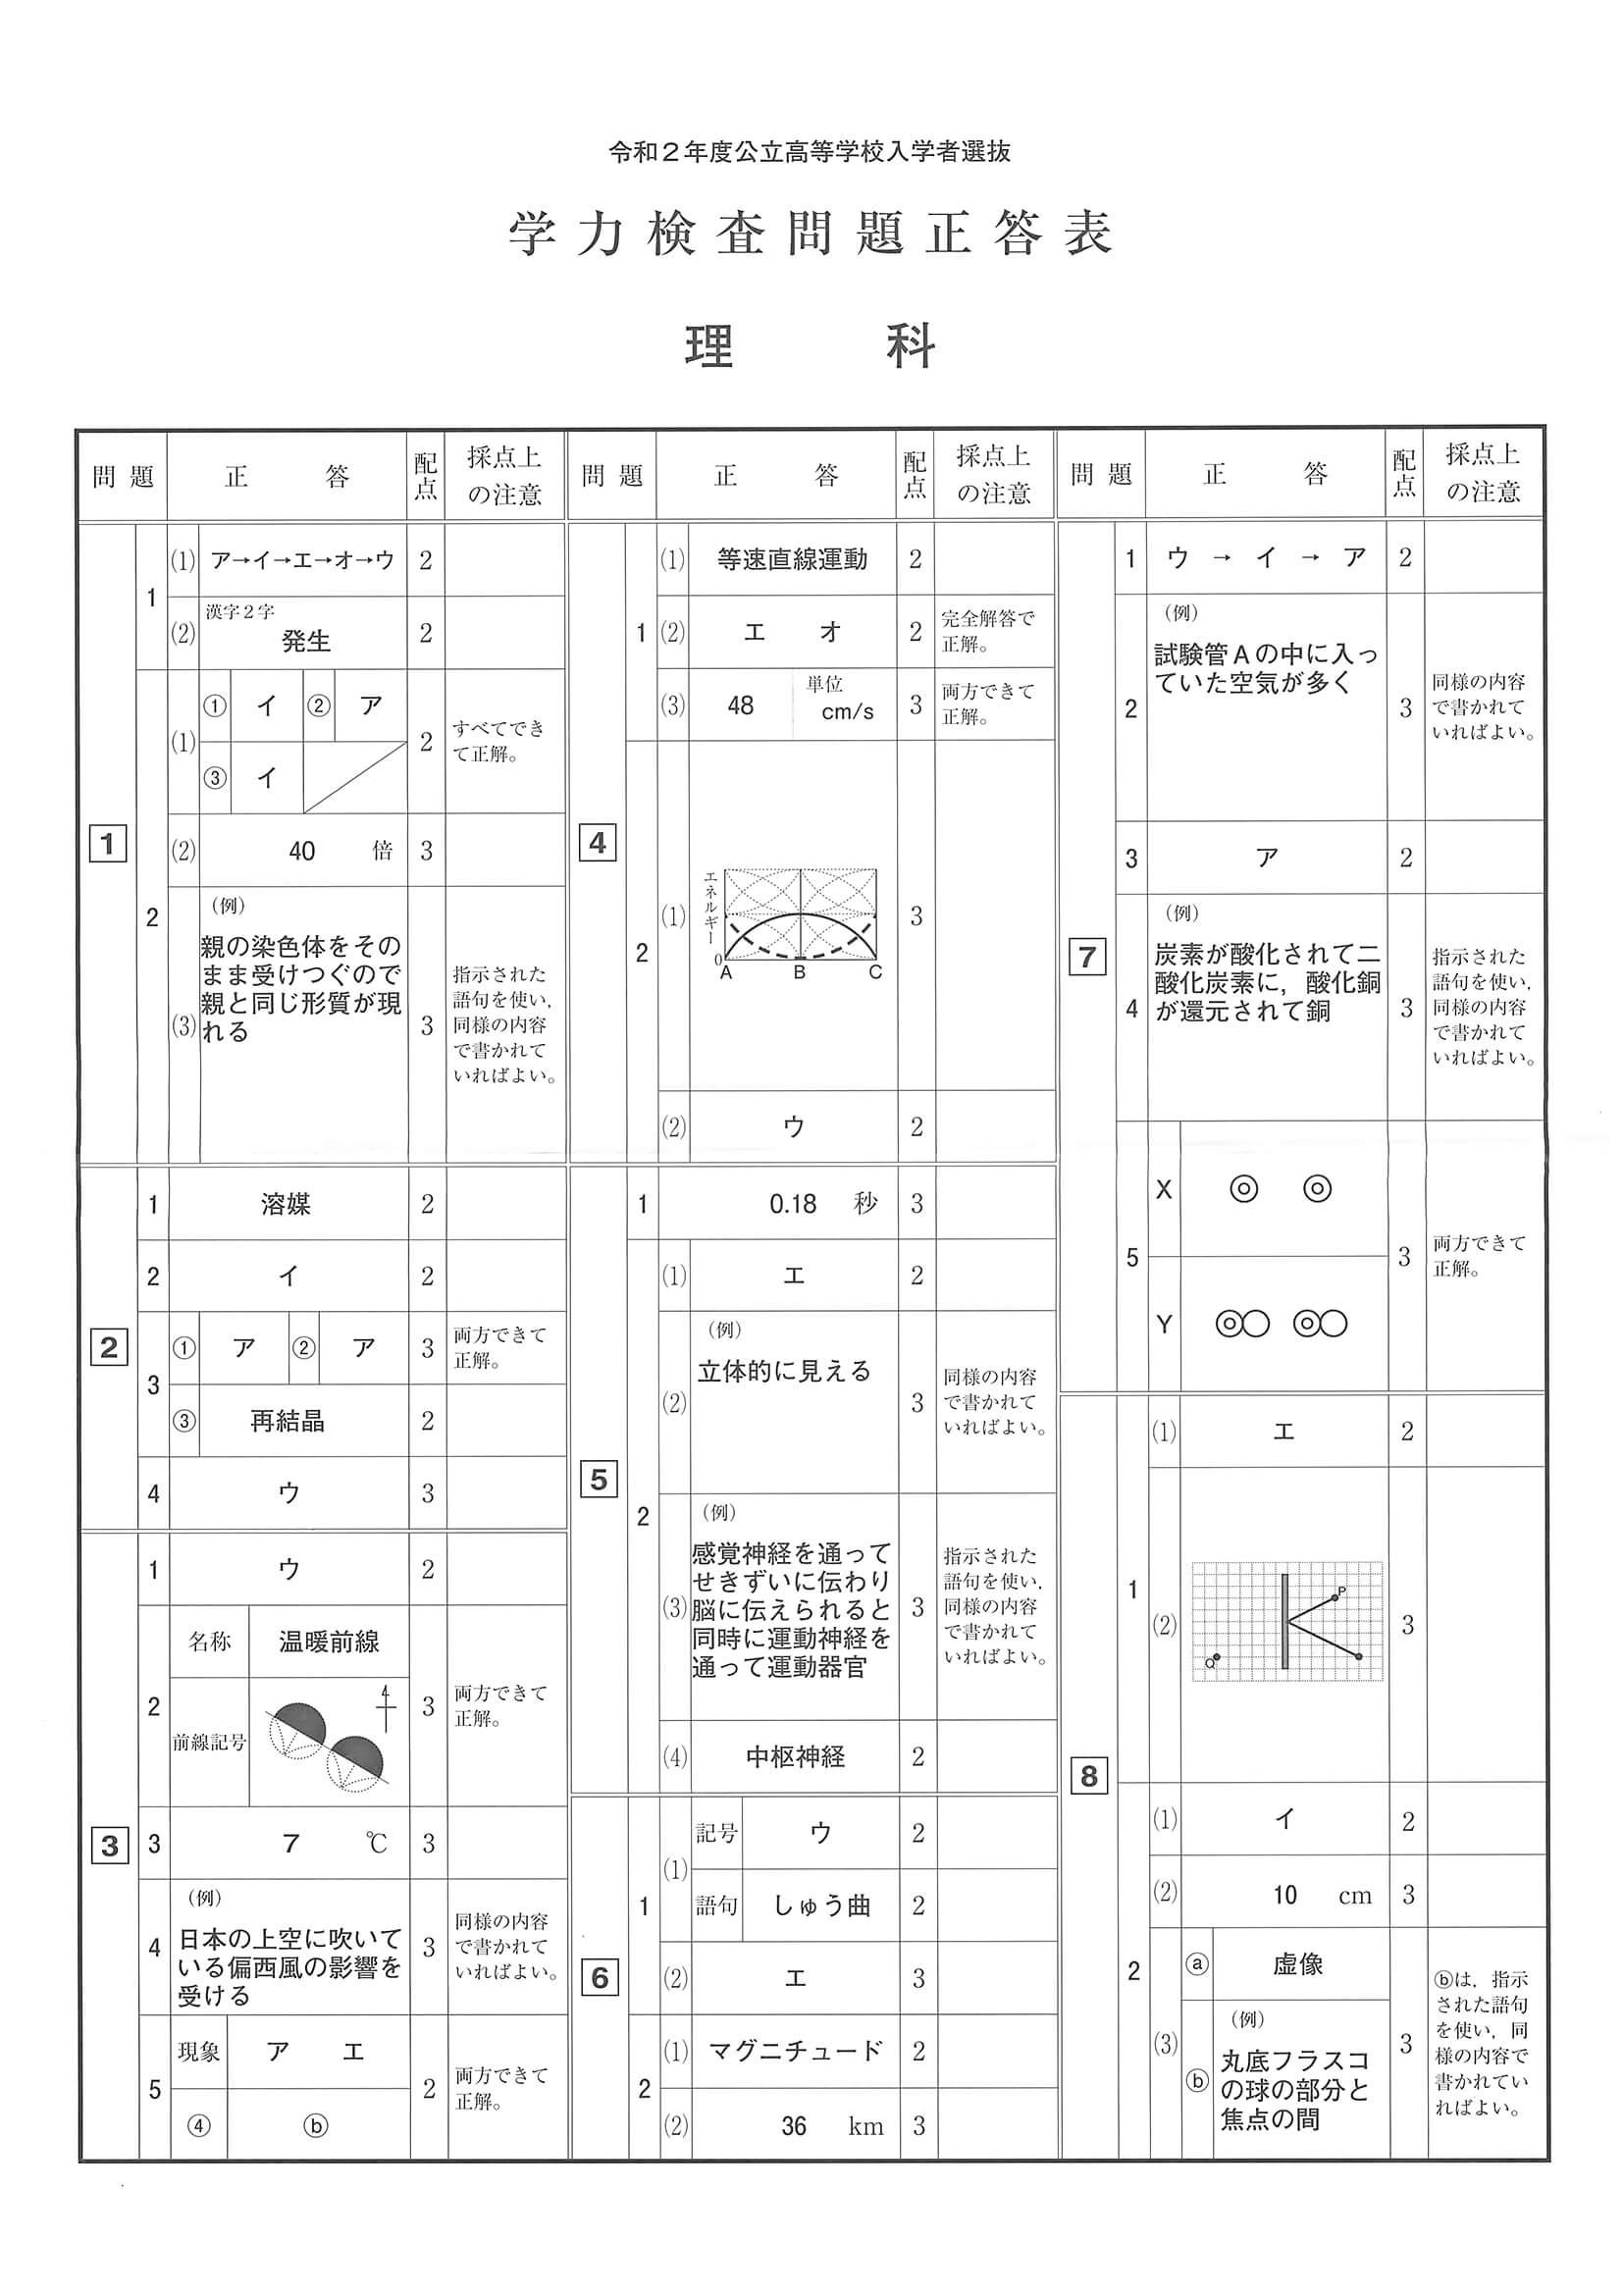 令和２年度公立高等学校入学者選抜
学力検査問題正答表
理 科
問題 正 答 配点 採点上の注意
1
1 (1) ア→イ→エ→オ→ウ 2
(2) 漢字２字
発生 2
2 (1) ① イ ② ア
③ イ 2 すべてでき
て正解。
(2) 40 倍 3
(3) （例）
親の染色体をその
まま受けつぐので
親と同じ形質が現
れる
3
指示された
語句を使い，
同様の内容
で書かれて
いればよい。
2
1 溶媒 2
2 イ 2
3 ① ア ② ア 3 両方できて
正解。
③ 再結晶 2
4 ウ 3
3
1 ウ 2
2 名称 温暖前線
前線記号
3 両方できて
正解。
3 7 ℃ 3
4 （例）
日本の上空に吹いて
いる偏西風の影響を
受ける
3
同様の内容
で書かれて
いればよい。
5 現象 ア エ
④ ⓑ
2 両方できて
正解。
問題 正 答 配点 採点上の注意
4
1 (1) 等速直線運動 2
(2) エ オ 2 完全解答で
正解。
(3) 48 単位
cm/s 3 両方できて
正解。
2 (1) エネルギー
0
A B C
3
(2) ウ 2
5
1 0.18 秒 3
2 (1) エ 2
(2) （例）
立体的に見える
3
同様の内容
で書かれて
いればよい。
(3) （例）
感覚神経を通って
せきずいに伝わり
脳に伝えられると
同時に運動神経を
通って運動器官
3
指示された
語句を使い，
同様の内容
で書かれて
いればよい。
(4) 中枢神経 2
6
1 (1) 記号 ウ 2
語句 しゅう曲 2
(2) エ 3
2 (1) マグニチュード 2
(2) 36 km 3
問題 正 答 配点 採点上の注意
7
1 ウ → イ → ア 2
2 （例）
試験管Ａの中に入っ
ていた空気が多く
3
同様の内容
で書かれて
いればよい。
3 ア 2
4 （例）
炭素が酸化されて二
酸化炭素に，酸化銅
が還元されて銅
3
指示された
語句を使い，
同様の内容
で書かれて
いればよい。
5 X ◎ ◎
Y ◎○ ◎○
3 両方できて
正解。
8
1 (1) エ 2
(2) P
Q
3
2 (1) イ 2
(2) 10 cm 3
(3) ⓐ 虚像
ⓑ （例）
丸底フラスコ
の球の部分と
焦点の間
3
ⓑは，指示
された語句
を使い，同
様の内容で
書かれてい
ればよい。